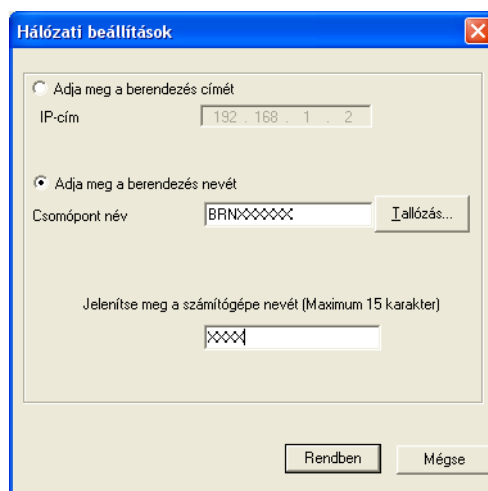 Hálózati beállítások
Adja meg a berendezés címét
IP-cím 192 . 168 . 1 . 2
Adja meg a berendezés nevét
Csomópont név BRNXXXXXX Tallózás...
Jelenítse meg a számítógépe nevét (Maximum 15 karakter)
XXXX
Rendben Mégse